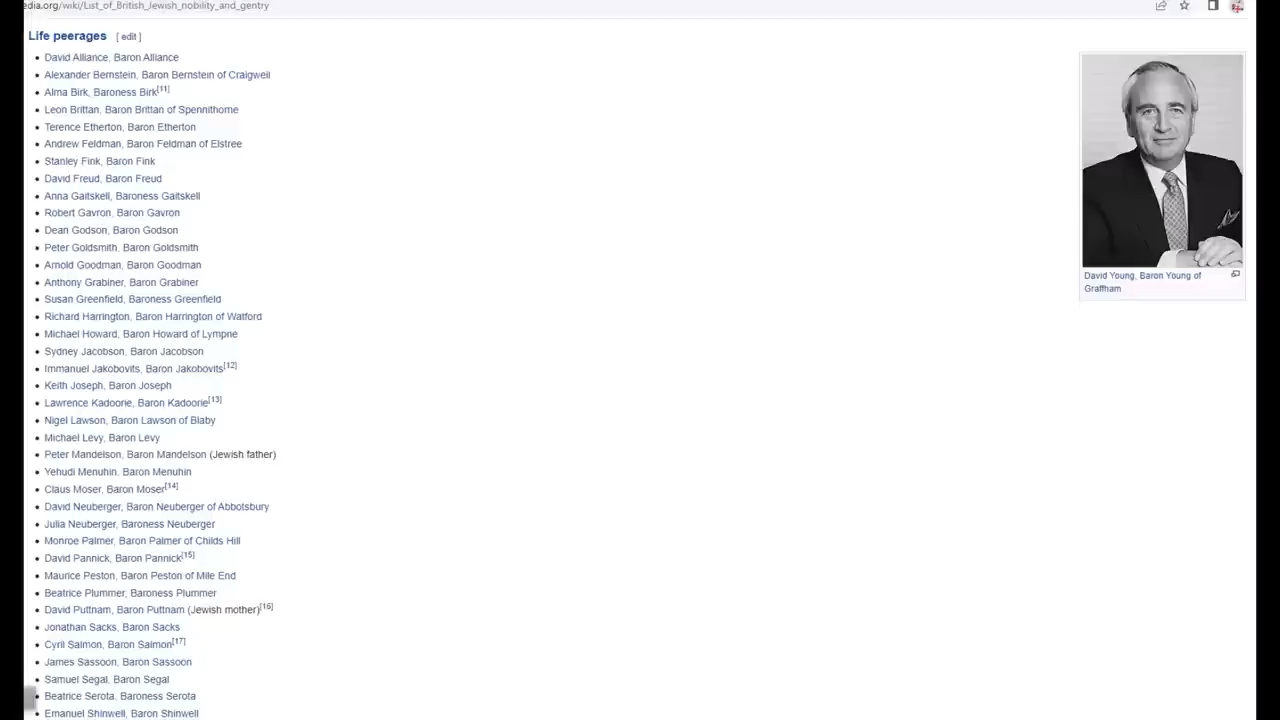 edia.org/wiki/List_of_British_Jewish_nobility_and_gentry
Life peerages [ edit ]
David Alliance, Baron Alliance
Alexander Bernstein, Baron Bernstein of Craigweil
Alma Birk, Baroness Birk[11]
Leon Brittan, Baron Brittan of Spennithorne
Terence Etherton, Baron Etherton
Andrew Feldman, Baron Feldman of Elstree
Stanley Fink, Baron Fink
David Freud, Baron Freud
Anna Gaitskell, Baroness Gaitskell
Robert Gavron, Baron Gavron
Dean Godson, Baron Godson
Peter Goldsmith, Baron Goldsmith
Arnold Goodman, Baron Goodman
Anthony Grabiner, Baron Grabiner
Susan Greenfield, Baroness Greenfield
Richard Harrington, Baron Harrington of Watford
Michael Howard, Baron Howard of Lympne
Sydney Jacobson, Baron Jacobson
Immanuel Jakobovits, Baron Jakobovits[12]
Keith Joseph, Baron Joseph
Lawrence Kadoorie, Baron Kadoorie[13]
Nigel Lawson, Baron Lawson of Blaby
Michael Levy, Baron Levy
Peter Mandelson, Baron Mandelson (Jewish father)
Yehudi Menuhin, Baron Menuhin
Claus Moser, Baron Moser[14]
David Neuberger, Baron Neuberger of Abbotsbury
Julia Neuberger, Baroness Neuberger
Monroe Palmer, Baron Palmer of Childs Hill
David Pannick, Baron Pannick[15]
Maurice Peston, Baron Peston of Mile End
Beatrice Plummer, Baroness Plummer
David Puttnam, Baron Puttnam (Jewish mother)[16]
Jonathan Sacks, Baron Sacks
Cyril Salmon, Baron Salmon[17]
James Sassoon, Baron Sassoon
Samuel Segal, Baron Segal
Beatrice Serota, Baroness Serota
Emanuel Shinwell, Baron Shinwell
David Young, Baron Young of
Graffham